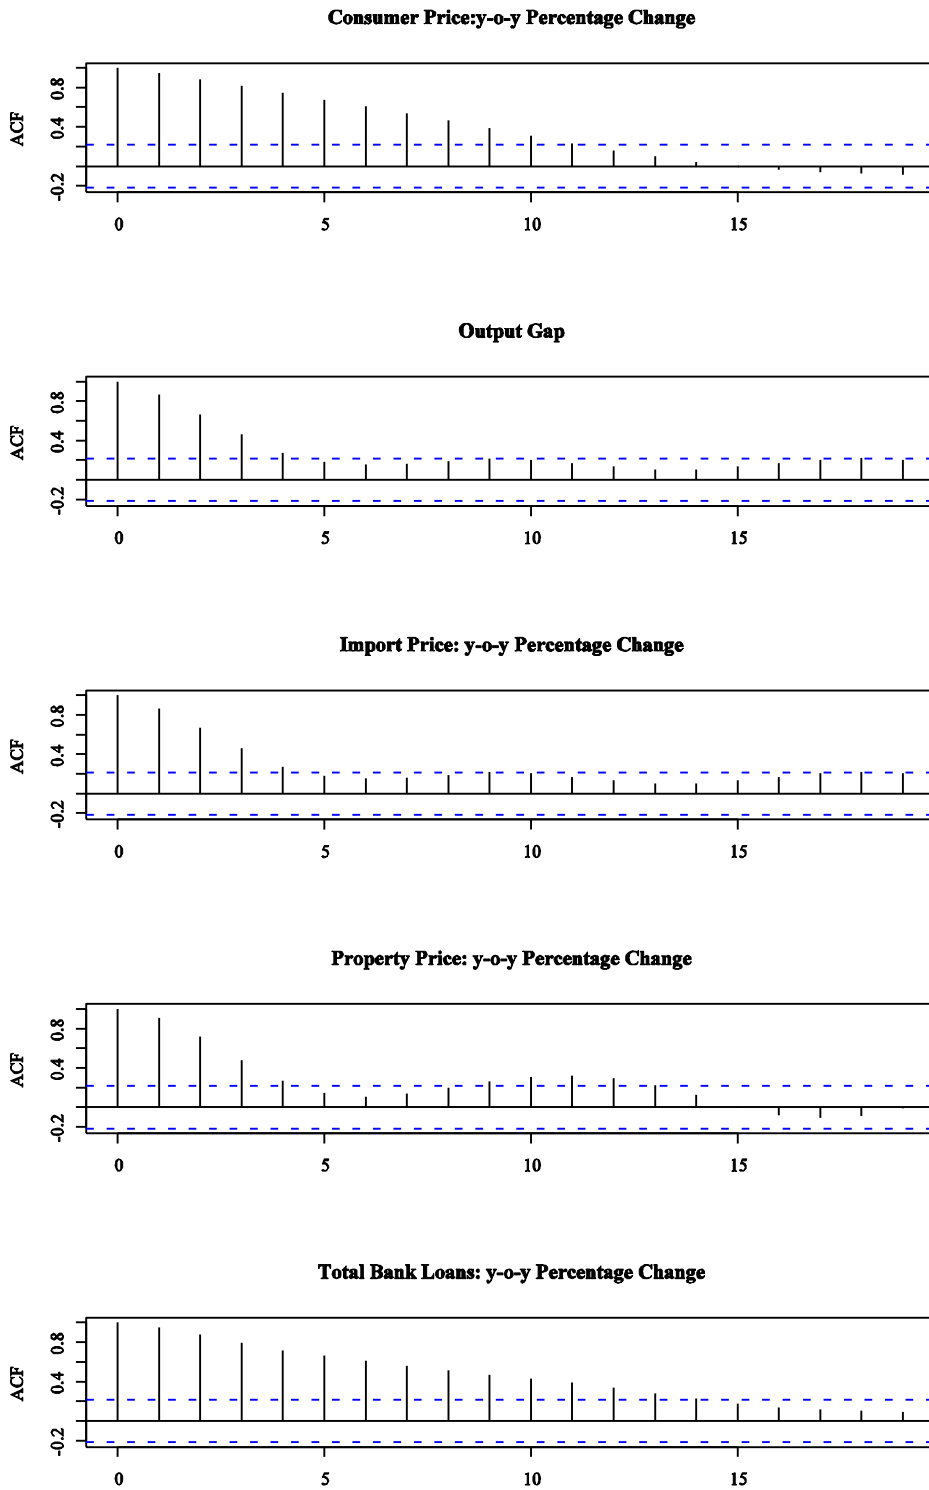 Consumer Price:y-o-y Percentage Change
ACF
0.8
0.4
-0.2
0 5 10 15
Output Gap
ACF
0.8
0.4
-0.2
0 5 10 15
Import Price: y-o-y Percentage Change
ACF
0.8
0.4
-0.2
0 5 10 15
Property Price: y-o-y Percentage Change
ACF
0.8
0.4
-0.2
0 5 10 15
Total Bank Loans: y-o-y Percentage Change
ACF
0.8
0.4
-0.2
0 5 10 15